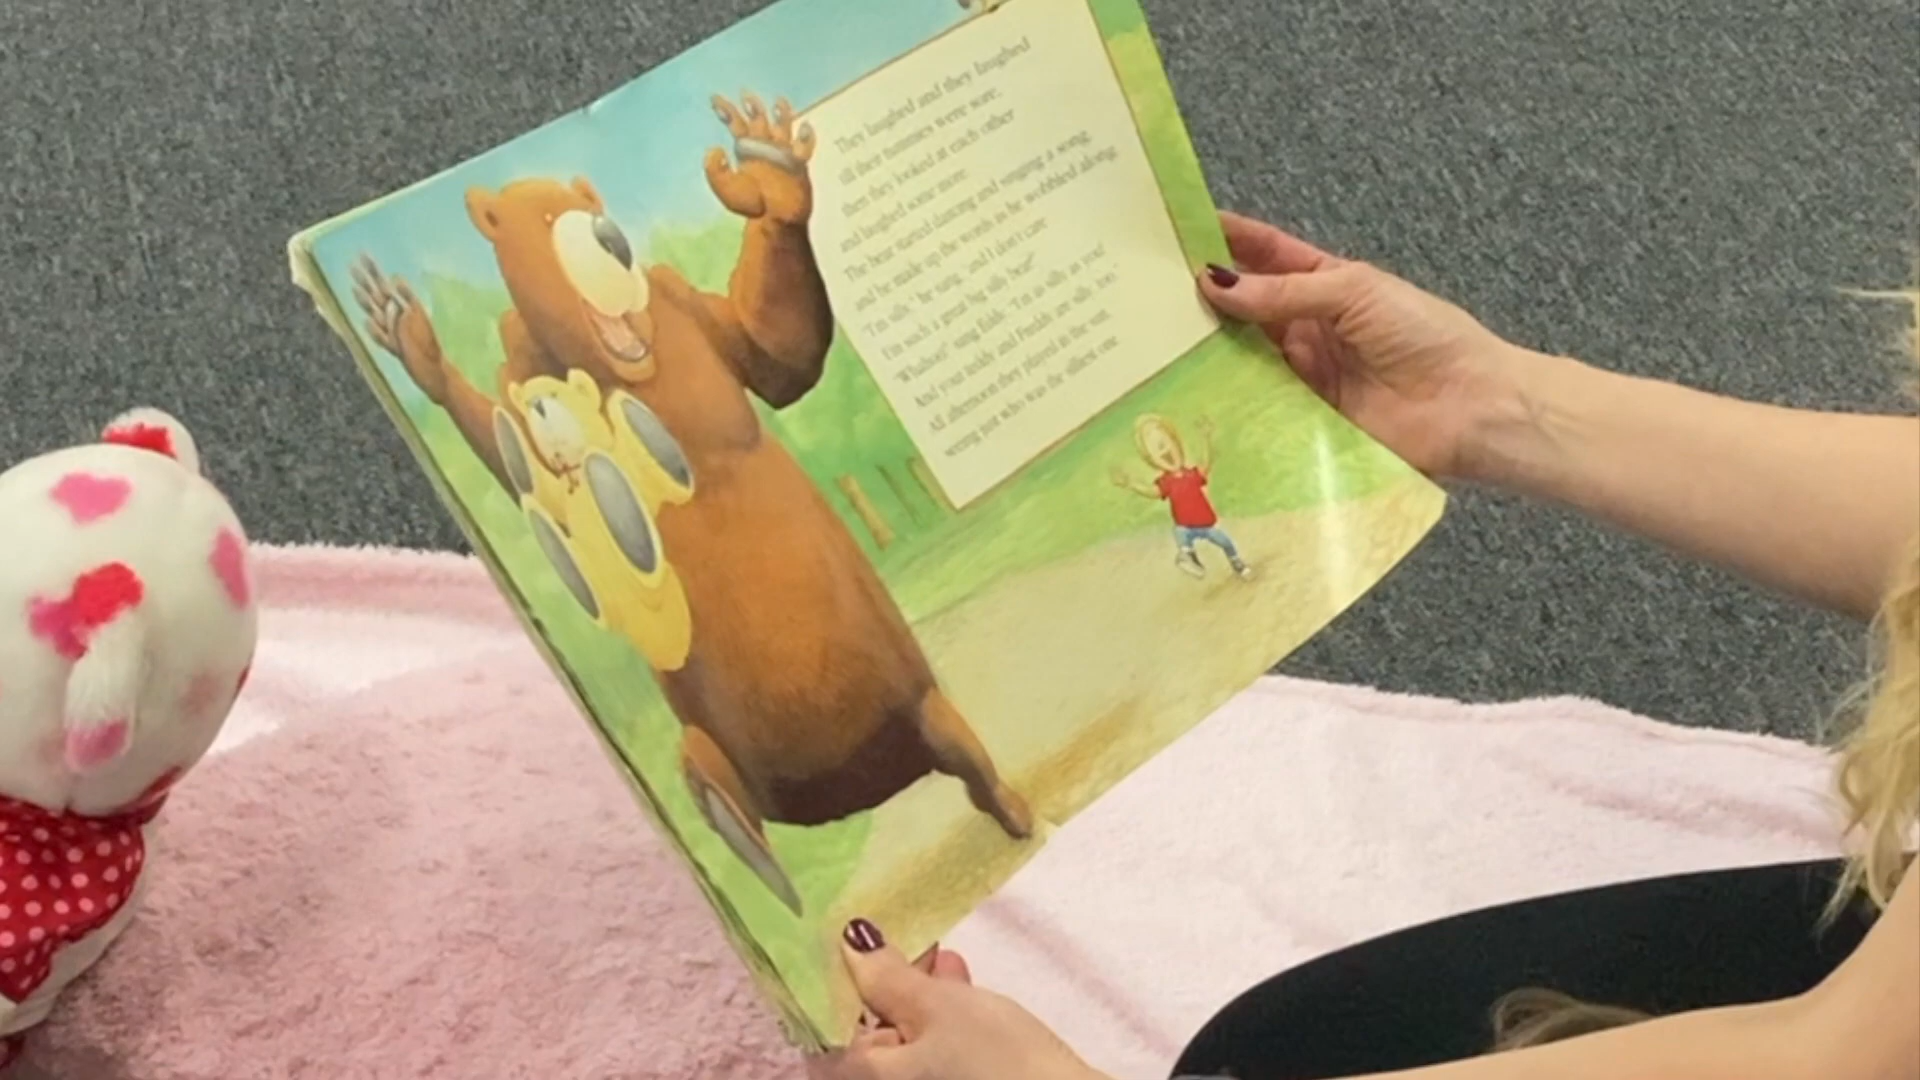 They laughed and they laughed
till their tummies were sore,
then they looked at each other
and laughed some more.
The bear started dancing and singing a song,
and he made up the words as he wobbled along.
"I'm silly," he sang, "and I don't care
I'm such a great big silly bear!"
"Whahoo!" sang Eddy. "I'm as silly as you!
And your teddy and Freddy are silly, too."
All afternoon they played in the sun,
seeing just who was the silliest one.